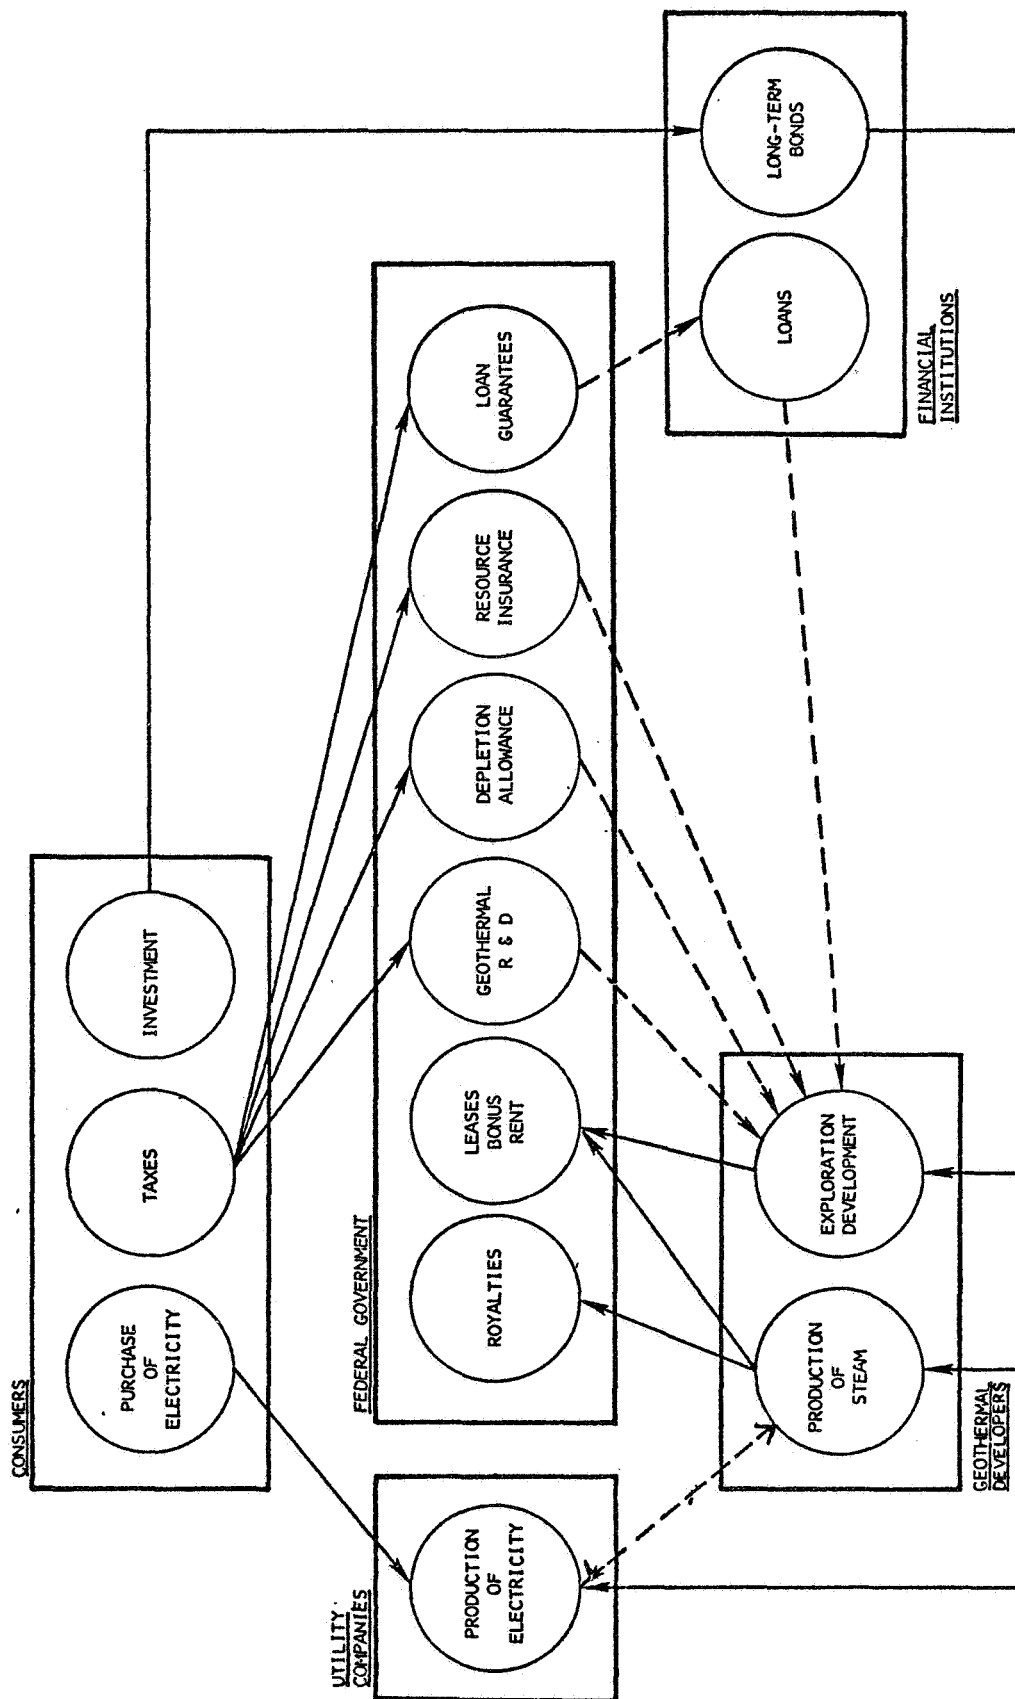 CONSUMERS
PURCHASE
OF
ELECTRICITY
TAXES
INVESTMENT
UTILITY
COMPANIES
PRODUCTION
OF
ELECTRICITY
FEDERAL GOVERNMENT
ROYALTIES
LEASES
BONUS
RENT
GEOTHERMAL
R & D
DEPLETION
ALLOWANCE
RESOURCE
INSURANCE
LOAN
GUARANTEES
GEOTHERMAL
DEVELOPERS
PRODUCTION
OF
STEAM
EXPLORATION
DEVELOPMENT
FINANCIAL
INSTITUTIONS
LOANS
LONG-TERM
BONDS